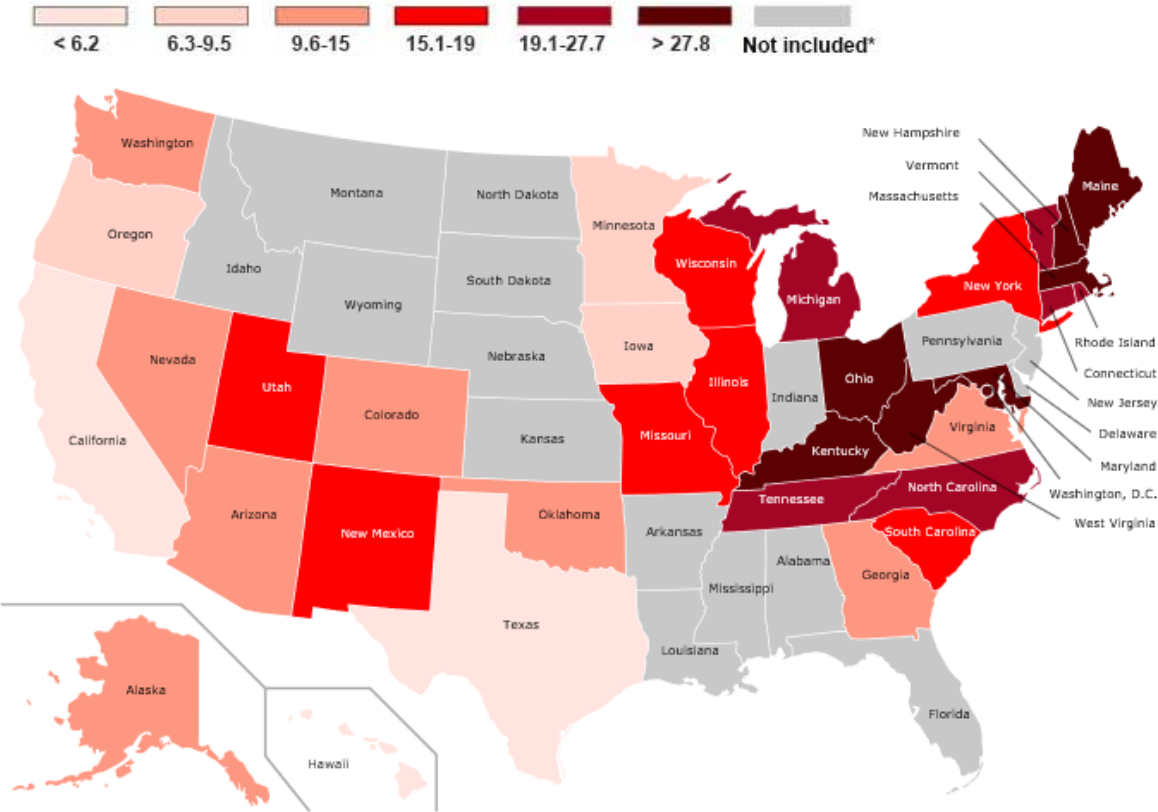 < 6.2
6.3-9.5
9.6-15
15.1-19
19.1-27.7
> 27.8
Not included*
New Hampshire
Vermont
Massachusetts
Maine
Washington
Montana
North Dakota
Minnesota
Oregon
Idaho
South Dakota
Wisconsin
Wyoming
Michigan
New York
Nebraska
Iowa
Pennsylvania
Rhode Island
Nevada
Utah
Illinois
Indiana
Ohio
Connecticut
New Jersey
Colorado
Kansas
Missouri
Kentucky
Virginia
Delaware
California
Maryland
Arizona
New Mexico
Oklahoma
Tennessee
North Carolina
Washington, D.C.
West Virginia
Arkansas
South Carolina
Alabama
Georgia
Mississippi
Texas
Louisiana
Alaska
Florida
Hawaii